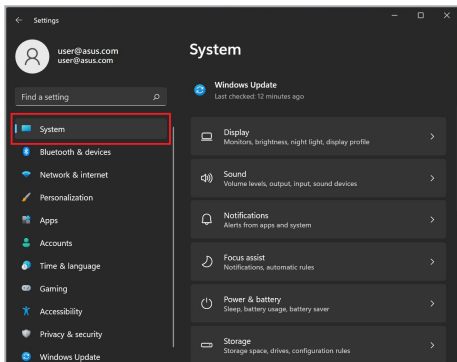 Settings
user@asus.com
user@asus.com
Find a setting
System
Bluetooth & devices
Network & internet
Personalization
Apps
Accounts
Time & language
Gaming
Accessibility
Privacy & security
Windows Update
System
Windows Update
Last checked: 12 minutes ago
Display
Monitors, brightness, night light, display profile
Sound
Volume levels, output, input, sound devices
Notifications
Alerts from apps and system
Focus assist
Notifications, automatic rules
Power & battery
Sleep, battery usage, battery saver
Storage
Storage space, drives, configuration rules